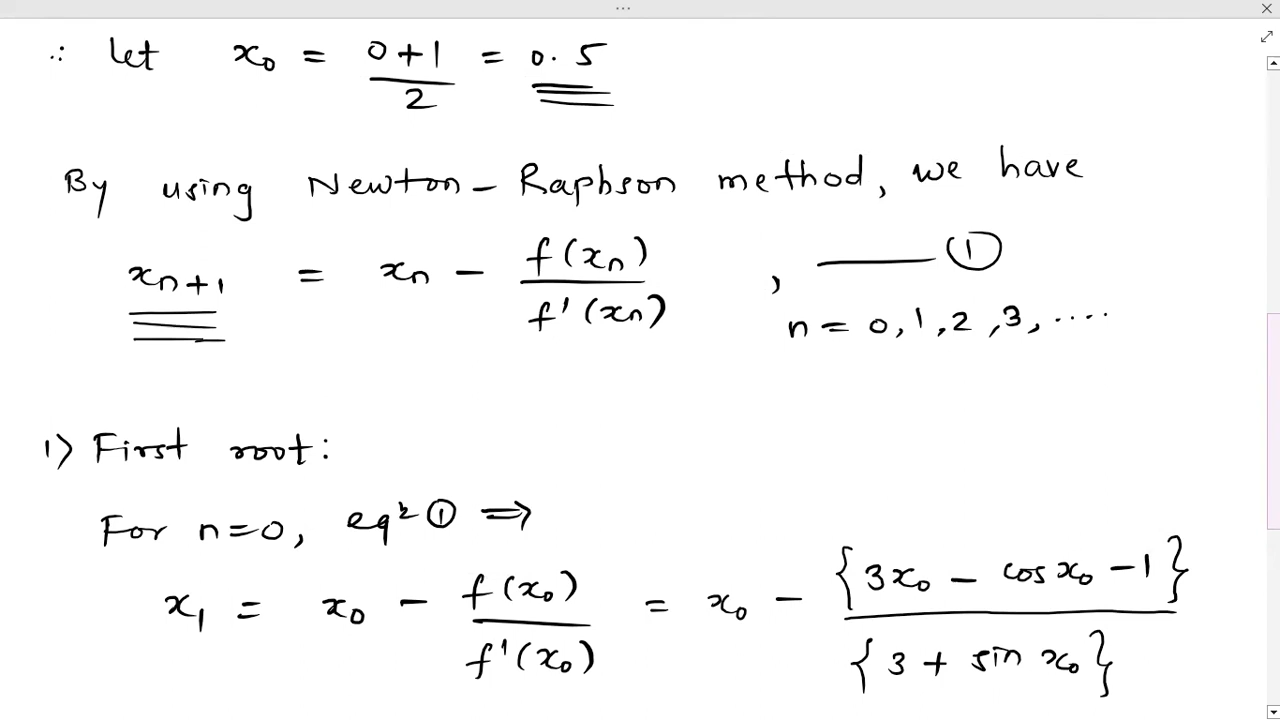 ∴ let x₀ = (0+1)/2 = 0.5
By using Newton-Raphson method, we have
xₙ₊₁ = xₙ − f(xₙ)/f'(xₙ) , —— ①
n = 0,1,2,3,....
1) First root:
For n=0, eqⁿ ① ⇒
x₁ = x₀ − f(x₀)/f'(x₀) = x₀ − {3x₀ − cos x₀ − 1}/{3 + sin x₀}